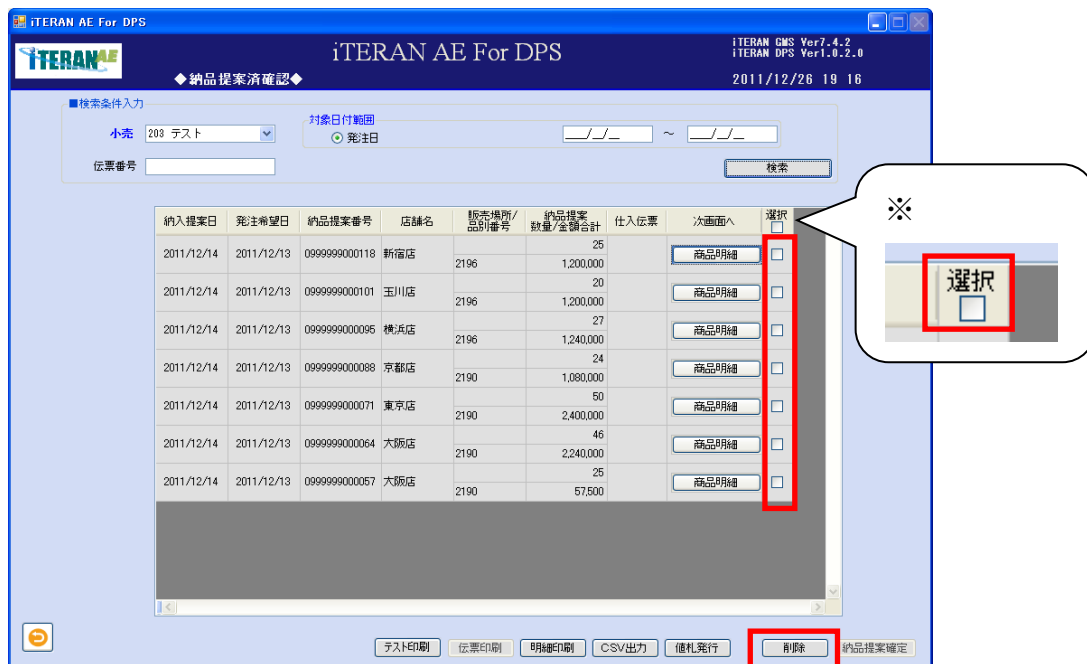 iTERAN AE For DPS
iTERAN AE
iTERAN AE For DPS
iTERAN GMS Ver7.4.2
iTERAN DPS Ver1.0.2.0
◆納品提案済確認◆
2011/12/26 19 16
■検索条件入力
小売 203 テスト
対象日付範囲
発注日 __/_/_ ～ __/_/_
伝票番号
検索
納入提案日 発注希望日 納品提案番号 店舗名 販売場所/品別番号 納品提案数量/金額合計 仕入伝票 次画面へ 選択
2011/12/14 2011/12/13 0999999000118 新宿店 2196 25 1,200,000 商品明細
2011/12/14 2011/12/13 0999999000101 玉川店 2196 20 1,200,000 商品明細
2011/12/14 2011/12/13 0999999000095 横浜店 2196 27 1,240,000 商品明細
2011/12/14 2011/12/13 0999999000088 京都店 2190 24 1,080,000 商品明細
2011/12/14 2011/12/13 0999999000071 東京店 2190 50 2,400,000 商品明細
2011/12/14 2011/12/13 0999999000064 大阪店 2190 46 2,240,000 商品明細
2011/12/14 2011/12/13 0999999000057 大阪店 2190 25 57,500 商品明細
※
選択
テスト印刷 伝票印刷 明細印刷 CSV出力 値札発行 削除 納品提案確定